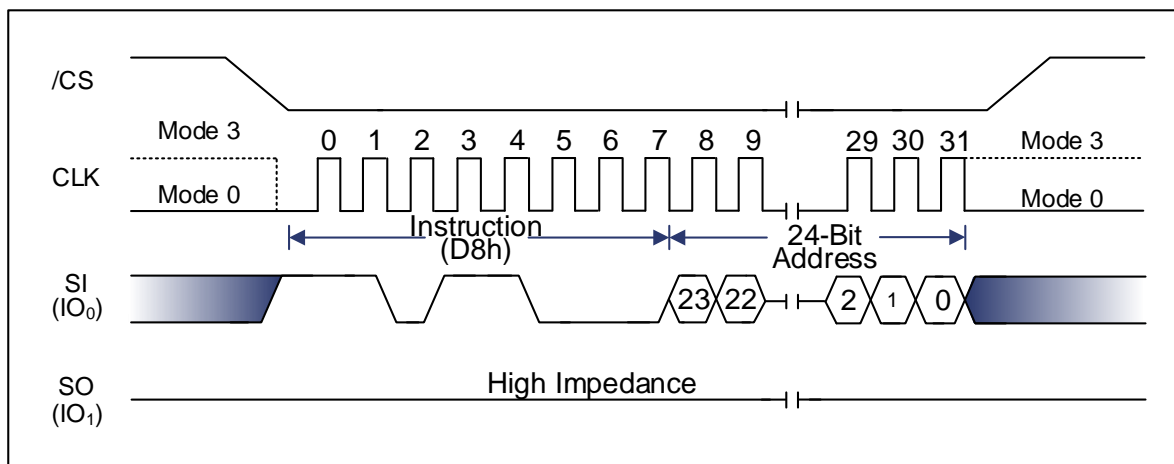 /CS
Mode 3
0 1 2 3 4 5 6 7 8 9 29 30 31
Mode 3
CLK
Mode 0
Mode 0
Instruction
(D8h)
24-Bit
Address
SI
(IO₀)
23 22 2 1 0
High Impedance
SO
(IO₁)